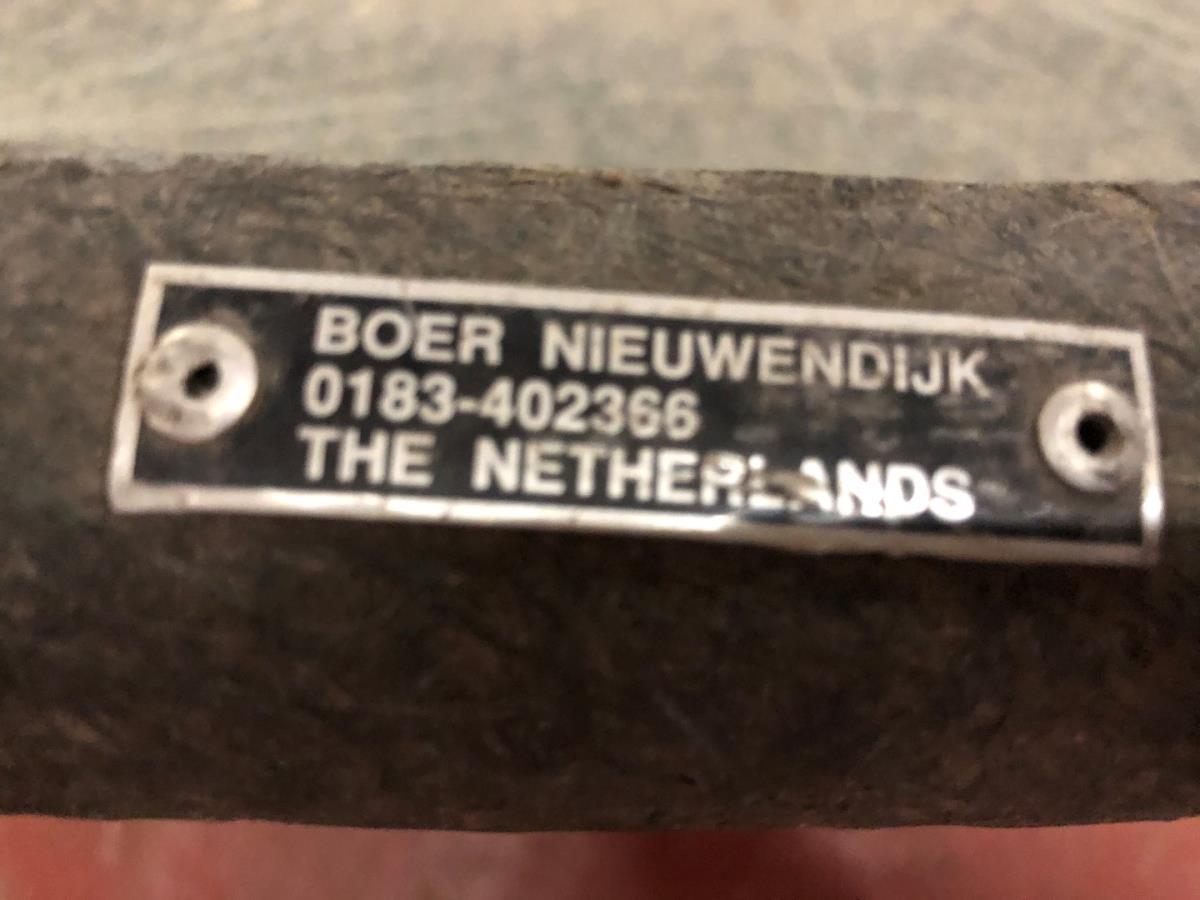 BOER NIEUWENDIJK
0183-402366
THE NETHERLANDS